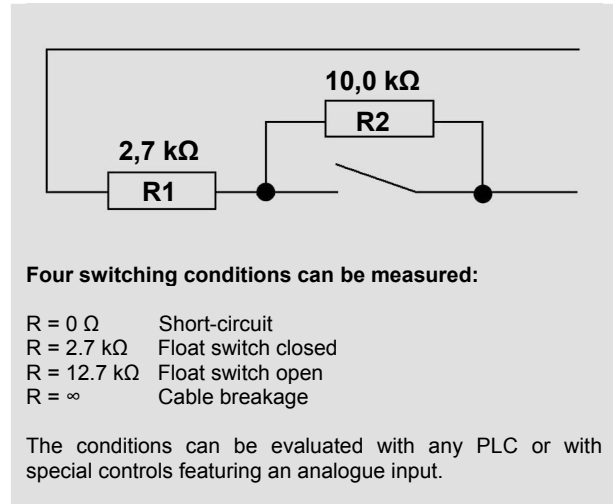 10,0 kΩ
R2
2,7 kΩ
R1
Four switching conditions can be measured:
R = 0 Ω Short-circuit
R = 2.7 kΩ Float switch closed
R = 12.7 kΩ Float switch open
R = ∞ Cable breakage
The conditions can be evaluated with any PLC or with
special controls featuring an analogue input.